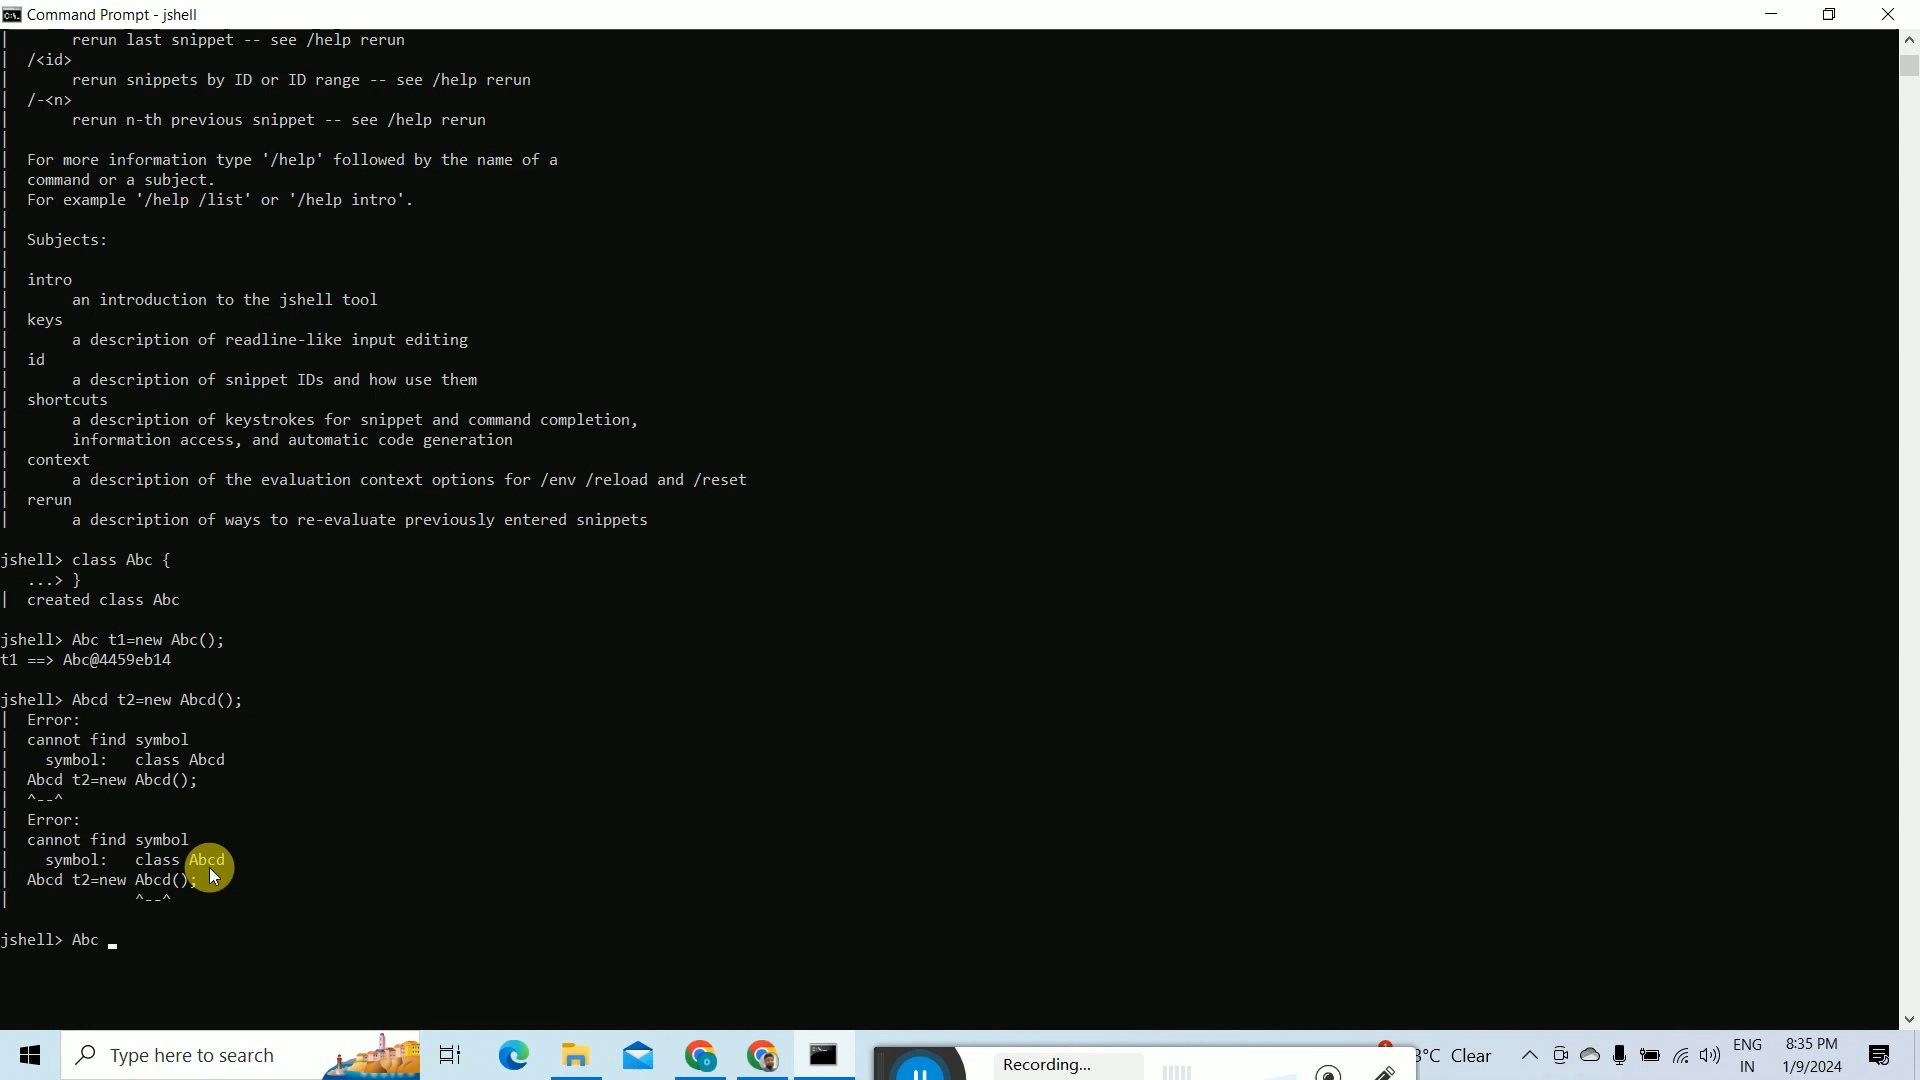 Command Prompt - jshell
rerun last snippet -- see /help rerun
/<id>
rerun snippets by ID or ID range -- see /help rerun
/-<n>
rerun n-th previous snippet -- see /help rerun
For more information type '/help' followed by the name of a
command or a subject.
For example '/help /list' or '/help intro'.
Subjects:
intro
an introduction to the jshell tool
keys
a description of readline-like input editing
id
a description of snippet IDs and how use them
shortcuts
a description of keystrokes for snippet and command completion,
information access, and automatic code generation
context
a description of the evaluation context options for /env /reload and /reset
rerun
a description of ways to re-evaluate previously entered snippets
jshell> class Abc {
...> }
| created class Abc
jshell> Abc t1=new Abc();
t1 ==> Abc@4459eb14
jshell> Abcd t2=new Abcd();
| Error:
| cannot find symbol
| symbol: class Abcd
| Abcd t2=new Abcd();
| ^--^
| Error:
| cannot find symbol
| symbol: class Abcd
| Abcd t2=new Abcd();
| ^--^
jshell> Abc
Type here to search
Recording...
3°C Clear
ENG
IN
8:35 PM
1/9/2024